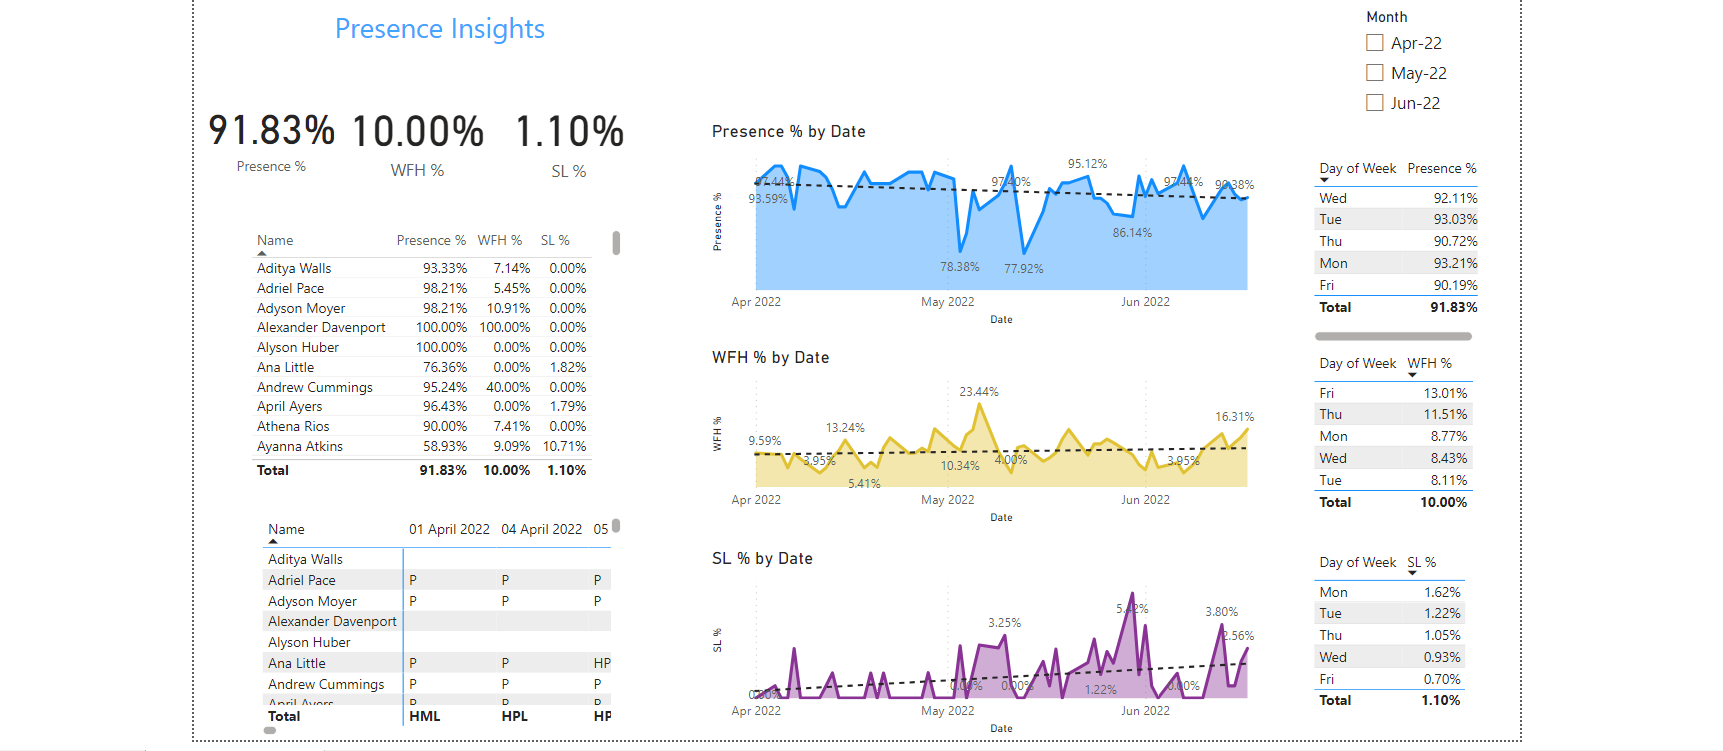 Presence Insights
Month
Apr-22
May-22
Jun-22
91.83% 10.00% 1.10%
Presence % WFH % SL %
Name Presence % WFH % SL %
Aditya Walls 93.33% 7.14% 0.00%
Adriel Pace 98.21% 5.45% 0.00%
Adyson Moyer 98.21% 10.91% 0.00%
Alexander Davenport 100.00% 100.00% 0.00%
Alyson Huber 100.00% 0.00% 0.00%
Ana Little 76.36% 0.00% 1.82%
Andrew Cummings 95.24% 40.00% 0.00%
April Ayers 96.43% 0.00% 1.79%
Athena Rios 90.00% 7.41% 0.00%
Ayanna Atkins 58.93% 9.09% 10.71%
Total 91.83% 10.00% 1.10%
Name 01 April 2022 04 April 2022 05
Aditya Walls
Adriel Pace P P P
Adyson Moyer P P P
Alexander Davenport
Alyson Huber
Ana Little P P HP
Andrew Cummings P P P
April Ayers P P P
Total HML HPL HP
Presence % by Date
Presence %
97.44%
93.59%
78.38%
97.40%
77.92%
95.12%
86.14%
97.44%
90.38%
Apr 2022 May 2022 Jun 2022
Date
WFH % by Date
WFH %
9.59%
3.95%
13.24%
5.41%
10.34%
23.44%
4.00%
3.95%
16.31%
Apr 2022 May 2022 Jun 2022
Date
SL % by Date
SL %
0.00%
0.00%
3.25%
0.00%
1.22%
5.42%
0.00%
3.80%
2.56%
Apr 2022 May 2022 Jun 2022
Date
Day of Week Presence %
Wed 92.11%
Tue 93.03%
Thu 90.72%
Mon 93.21%
Fri 90.19%
Total 91.83%
Day of Week WFH %
Fri 13.01%
Thu 11.51%
Mon 8.77%
Wed 8.43%
Tue 8.11%
Total 10.00%
Day of Week SL %
Mon 1.62%
Tue 1.22%
Thu 1.05%
Wed 0.93%
Fri 0.70%
Total 1.10%